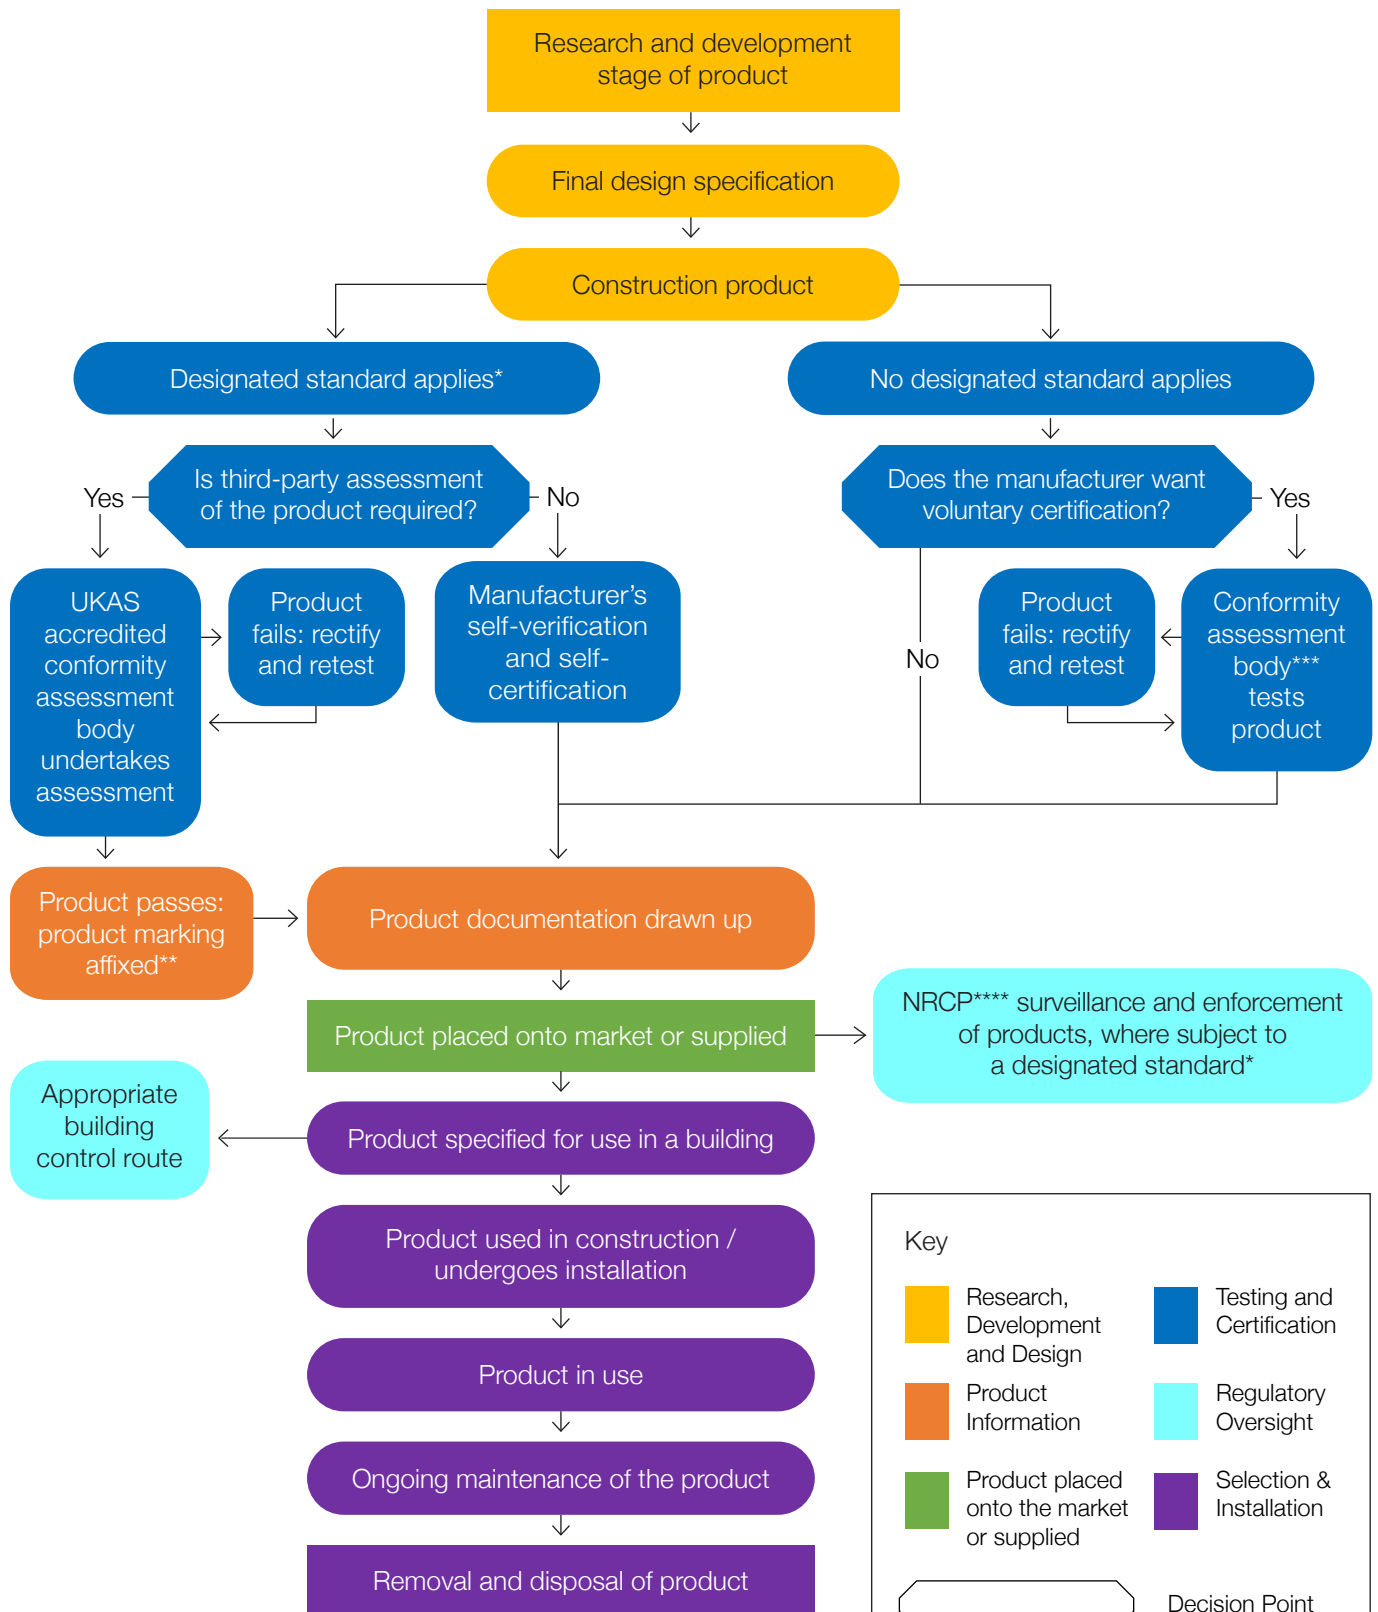 Research and development
stage of product
Final design specification
Construction product
Designated standard applies*
No designated standard applies
Is third-party assessment
of the product required?
Yes
No
Does the manufacturer want
voluntary certification?
Yes
No
UKAS
accredited
conformity
assessment
body
undertakes
assessment
Product
fails: rectify
and retest
Manufacturer’s
self-verification
and self-
certification
Product
fails: rectify
and retest
Conformity
assessment
body***
tests
product
Product passes:
product marking
affixed**
Product documentation drawn up
Product placed onto market or supplied
NRCP**** surveillance and enforcement
of products, where subject to
a designated standard*
Appropriate
building
control route
Product specified for use in a building
Product used in construction /
undergoes installation
Product in use
Ongoing maintenance of the product
Removal and disposal of product
Key
Research,
Development
and Design
Testing and
Certification
Product
Information
Regulatory
Oversight
Product placed
onto the market
or supplied
Selection &
Installation
Decision Point